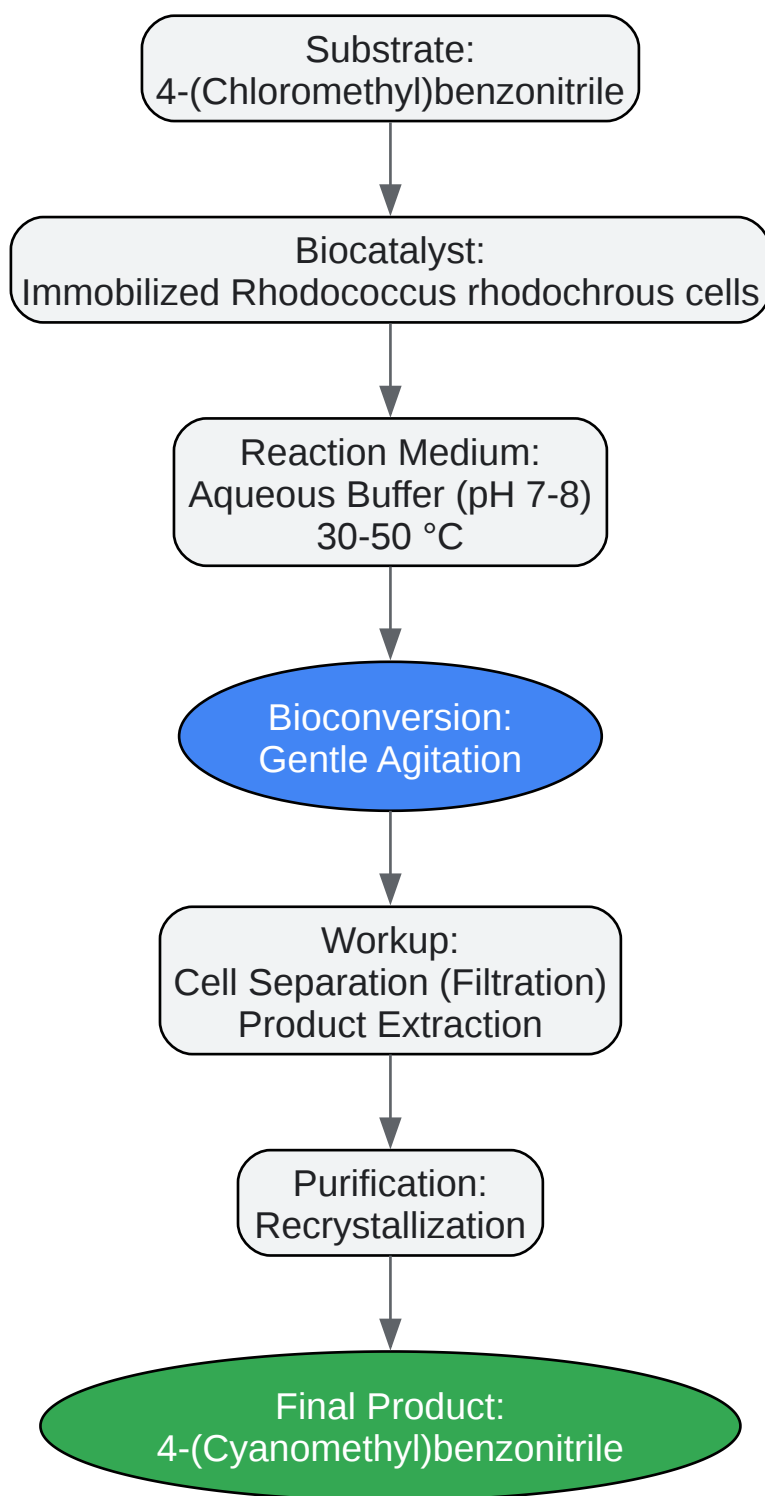 Substrate:
4-(Chloromethyl)benzonitrile
Biocatalyst:
Immobilized Rhodococcus rhodochrous cells
Reaction Medium:
Aqueous Buffer (pH 7-8)
30-50 °C
Bioconversion:
Gentle Agitation
Workup:
Cell Separation (Filtration)
Product Extraction
Purification:
Recrystallization
Final Product:
4-(Cyanomethyl)benzonitrile